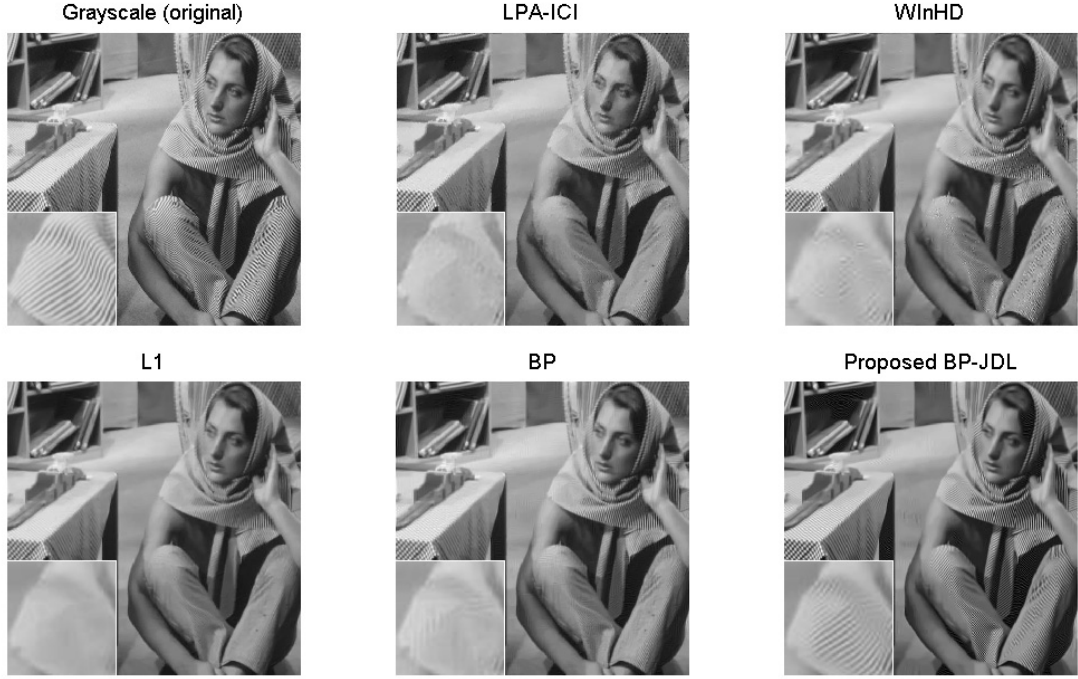 Grayscale (original)
LPA-ICI
WInHD
L1
BP
Proposed BP-JDL